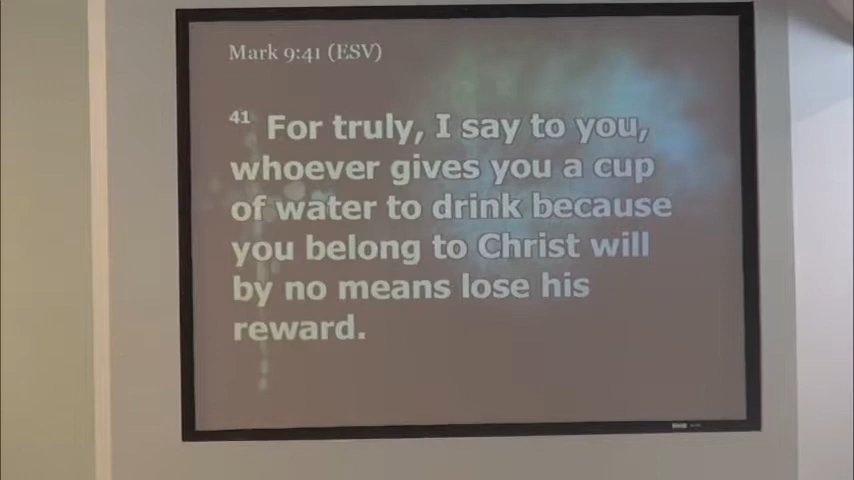 Mark 9:41 (ESV)
41 For truly, I say to you,
whoever gives you a cup
of water to drink because
you belong to Christ will
by no means lose his
reward.